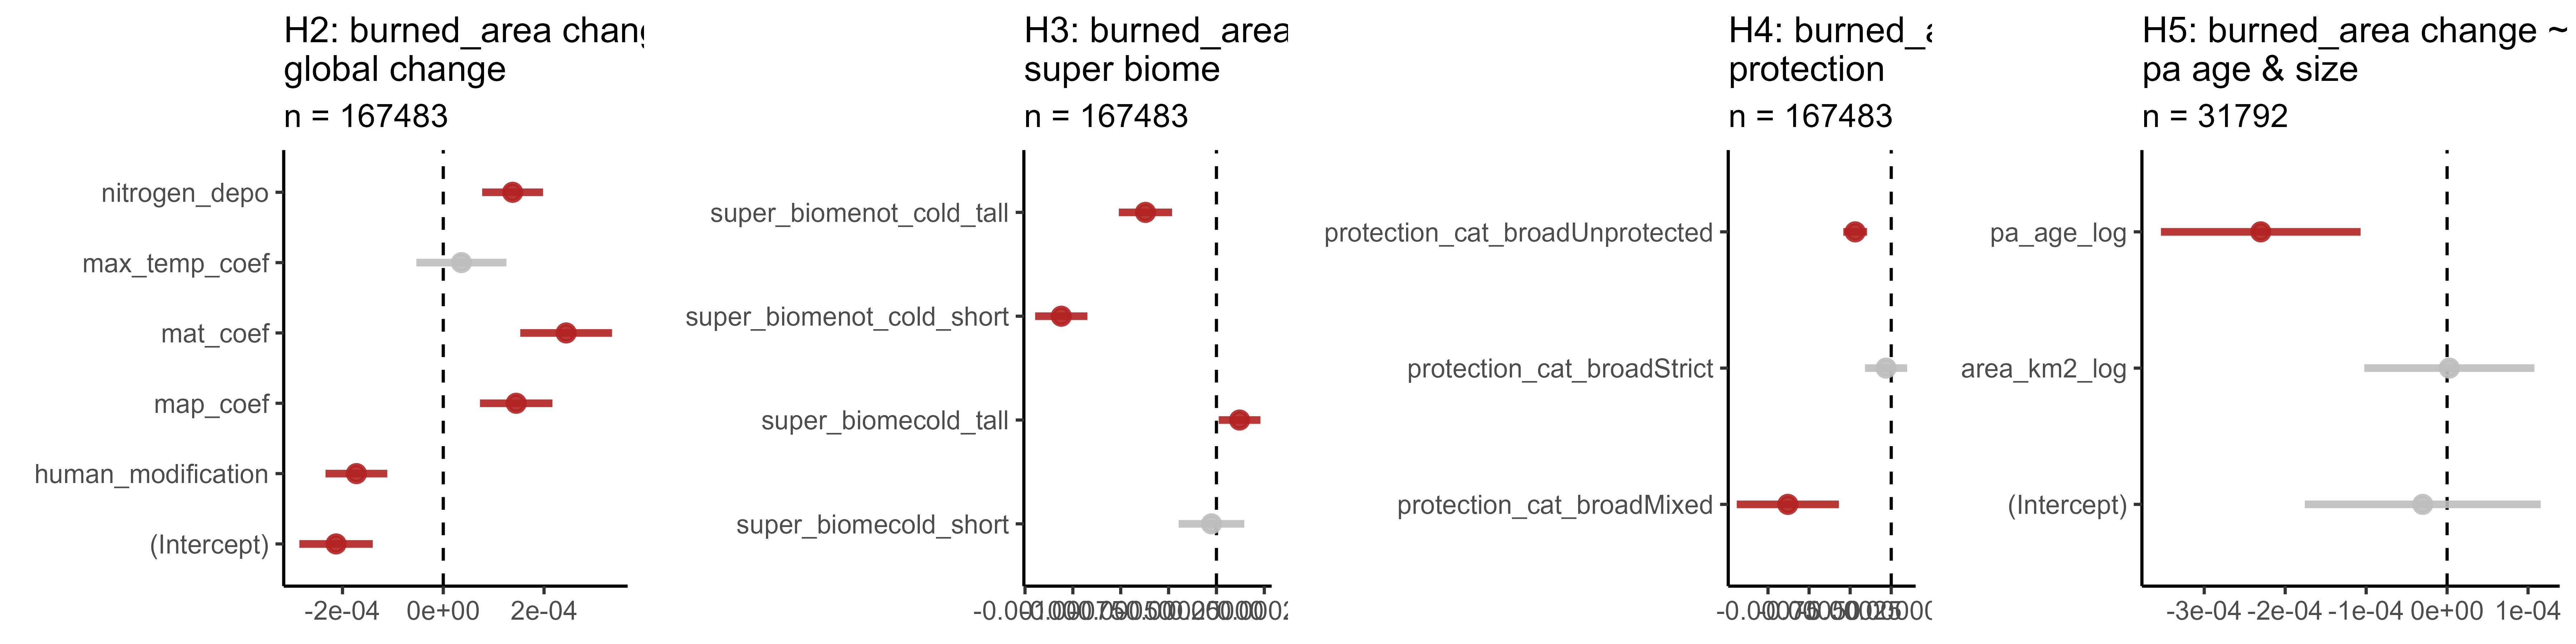 H2: burned_area chan
global change
n = 167483
nitrogen_depo
max_temp_coef
mat_coef
map_coef
human_modification
(Intercept)
-2e-04 0e+00 2e-04
H3: burned_area
super biome
n = 167483
super_biomenot_cold_tall
super_biomenot_cold_short
super_biomecold_tall
super_biomecold_short
H4: burned_
protection
n = 167483
protection_cat_broadUnprotected
protection_cat_broadStrict
protection_cat_broadMixed
H5: burned_area change ~
pa age & size
n = 31792
pa_age_log
area_km2_log
(Intercept)
-3e-04 -2e-04 -1e-04 0e+00 1e-04